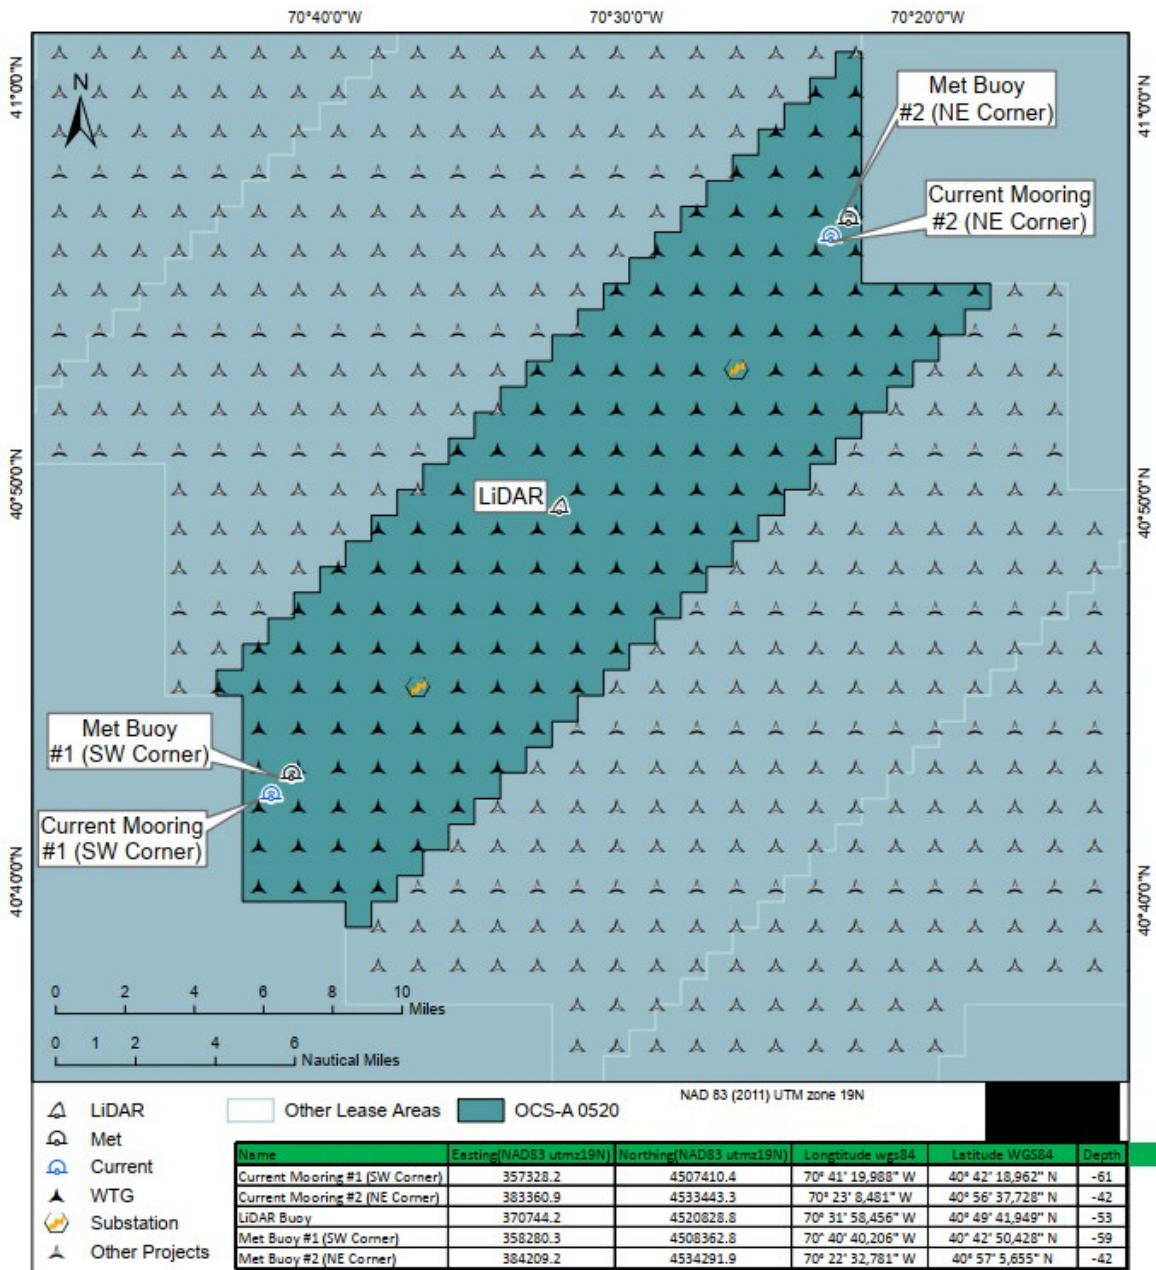 70°40'0"W 70°30'0"W 70°20'0"W
41°0'0"N
41°0'0"N
N
Met Buoy
#2 (NE Corner)
Current Mooring
#2 (NE Corner)
40°50'0"N
40°50'0"N
LiDAR
Met Buoy
#1 (SW Corner)
Current Mooring
#1 (SW Corner)
40°40'0"N
40°40'0"N
0 2 4 6 8 10
Miles
0 1 2 4 6
Nautical Miles
LiDAR
Met
Current
WTG
Substation
Other Projects
Other Lease Areas
OCS-A 0520
NAD 83 (2011) UTM zone 19N
Name Easting(NAD83 utmz19N) Northing(NAD83 utmz19N) Longtitude wgs84 Latitude WGS84 Depth
Current Mooring #1 (SW Corner) 357328.2 4507410.4 70° 41' 19,988" W 40° 42' 18,962" N -61
Current Mooring #2 (NE Corner) 383360.9 4533443.3 70° 23' 8,481" W 40° 56' 37,728" N -42
LiDAR Buoy 370744.2 4520828.8 70° 31' 58,456" W 40° 49' 41,949" N -53
Met Buoy #1 (SW Corner) 358280.3 4508362.8 70° 40' 40,206" W 40° 42' 50,428" N -59
Met Buoy #2 (NE Corner) 384209.2 4534291.9 70° 22' 32,781" W 40° 57' 5,655" N -42